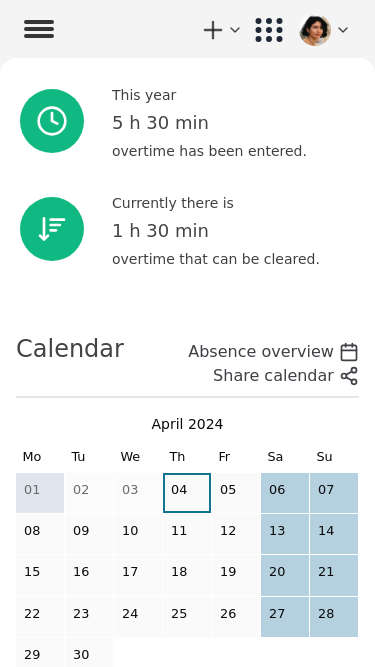 This year
5 h 30 min
overtime has been entered.
Currently there is
1 h 30 min
overtime that can be cleared.
Calendar
Absence overview
Share calendar
April 2024
Mo Tu We Th Fr Sa Su
01 02 03 04 05 06 07
08 09 10 11 12 13 14
15 16 17 18 19 20 21
22 23 24 25 26 27 28
29 30